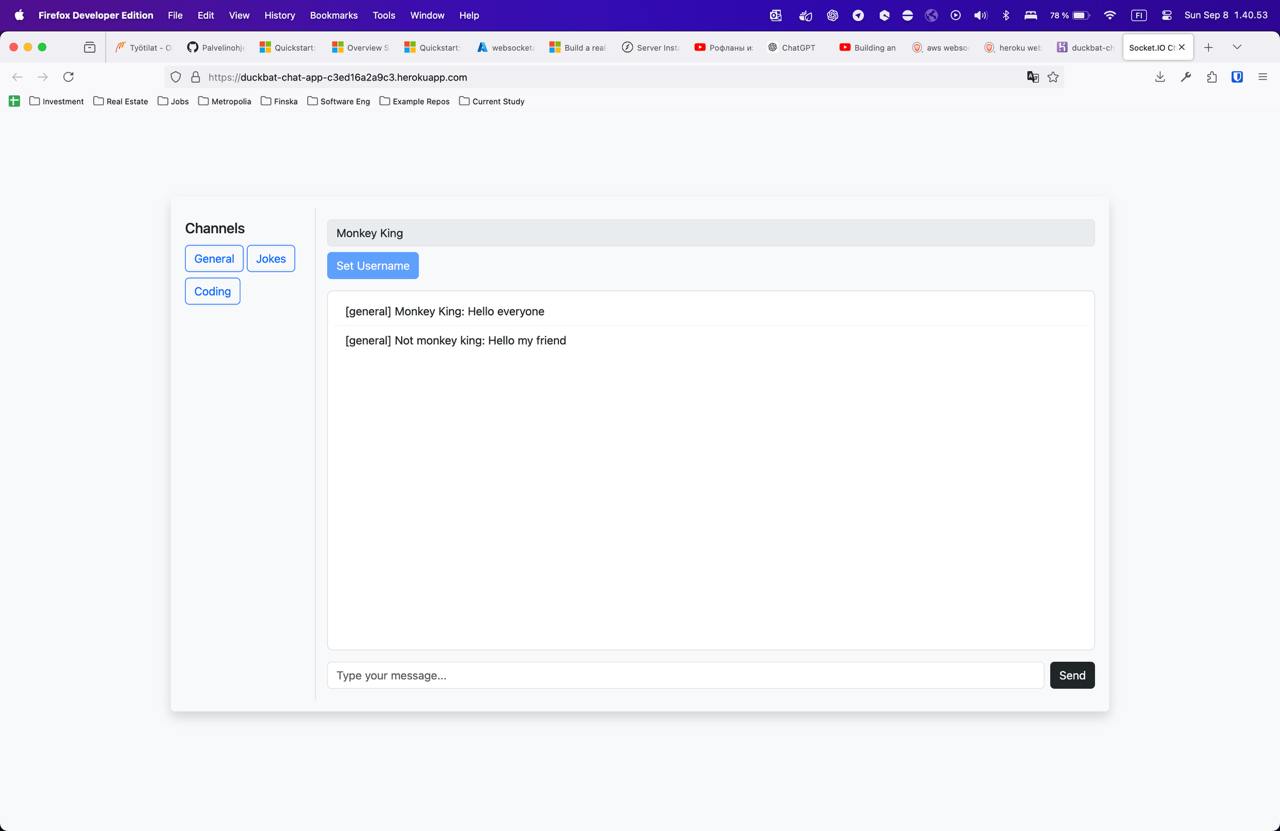 Firefox Developer Edition File Edit View History Bookmarks Tools Window Help 78 % FI Sun Sep 8 1.40.53
Työtilat - O Palvelinohj Quickstart: Overview S Quickstart: websocket Build a real Server Inst Рофланы и ChatGPT Building an aws webso heroku web duckbat-ch Socket.IO C
https://duckbat-chat-app-c3ed16a2a9c3.herokuapp.com
Investment Real Estate Jobs Metropolia Finska Software Eng Example Repos Current Study
Channels
General Jokes
Coding
Monkey King
Set Username
[general] Monkey King: Hello everyone
[general] Not monkey king: Hello my friend
Type your message...
Send